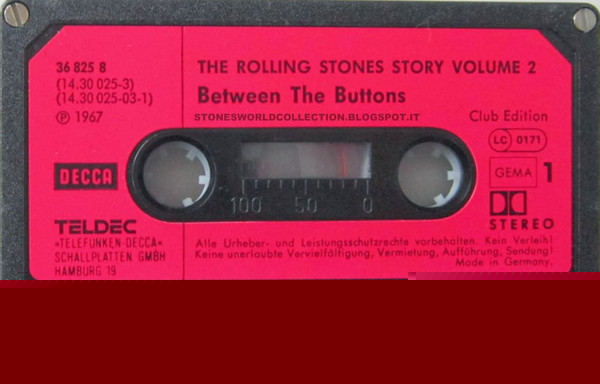 36 825 8
(14.30 025-3)
(14.30 025-03-1)
℗ 1967
THE ROLLING STONES STORY VOLUME 2
Between The Buttons
STONESWORLDCOLLECTION.BLOGSPOT.IT
Club Edition
LC 0171
DECCA
GEMA 1
100 50 0
TELDEC
»TELEFUNKEN-DECCA«
SCHALLPLATTEN GMBH
HAMBURG 19
STEREO
Alle Urheber- und Leistungsschutzrechte vorbehalten. Kein Verleih!
Keine unerlaubte Vervielfältigung, Vermietung, Aufführung, Sendung!
Made in Germany.